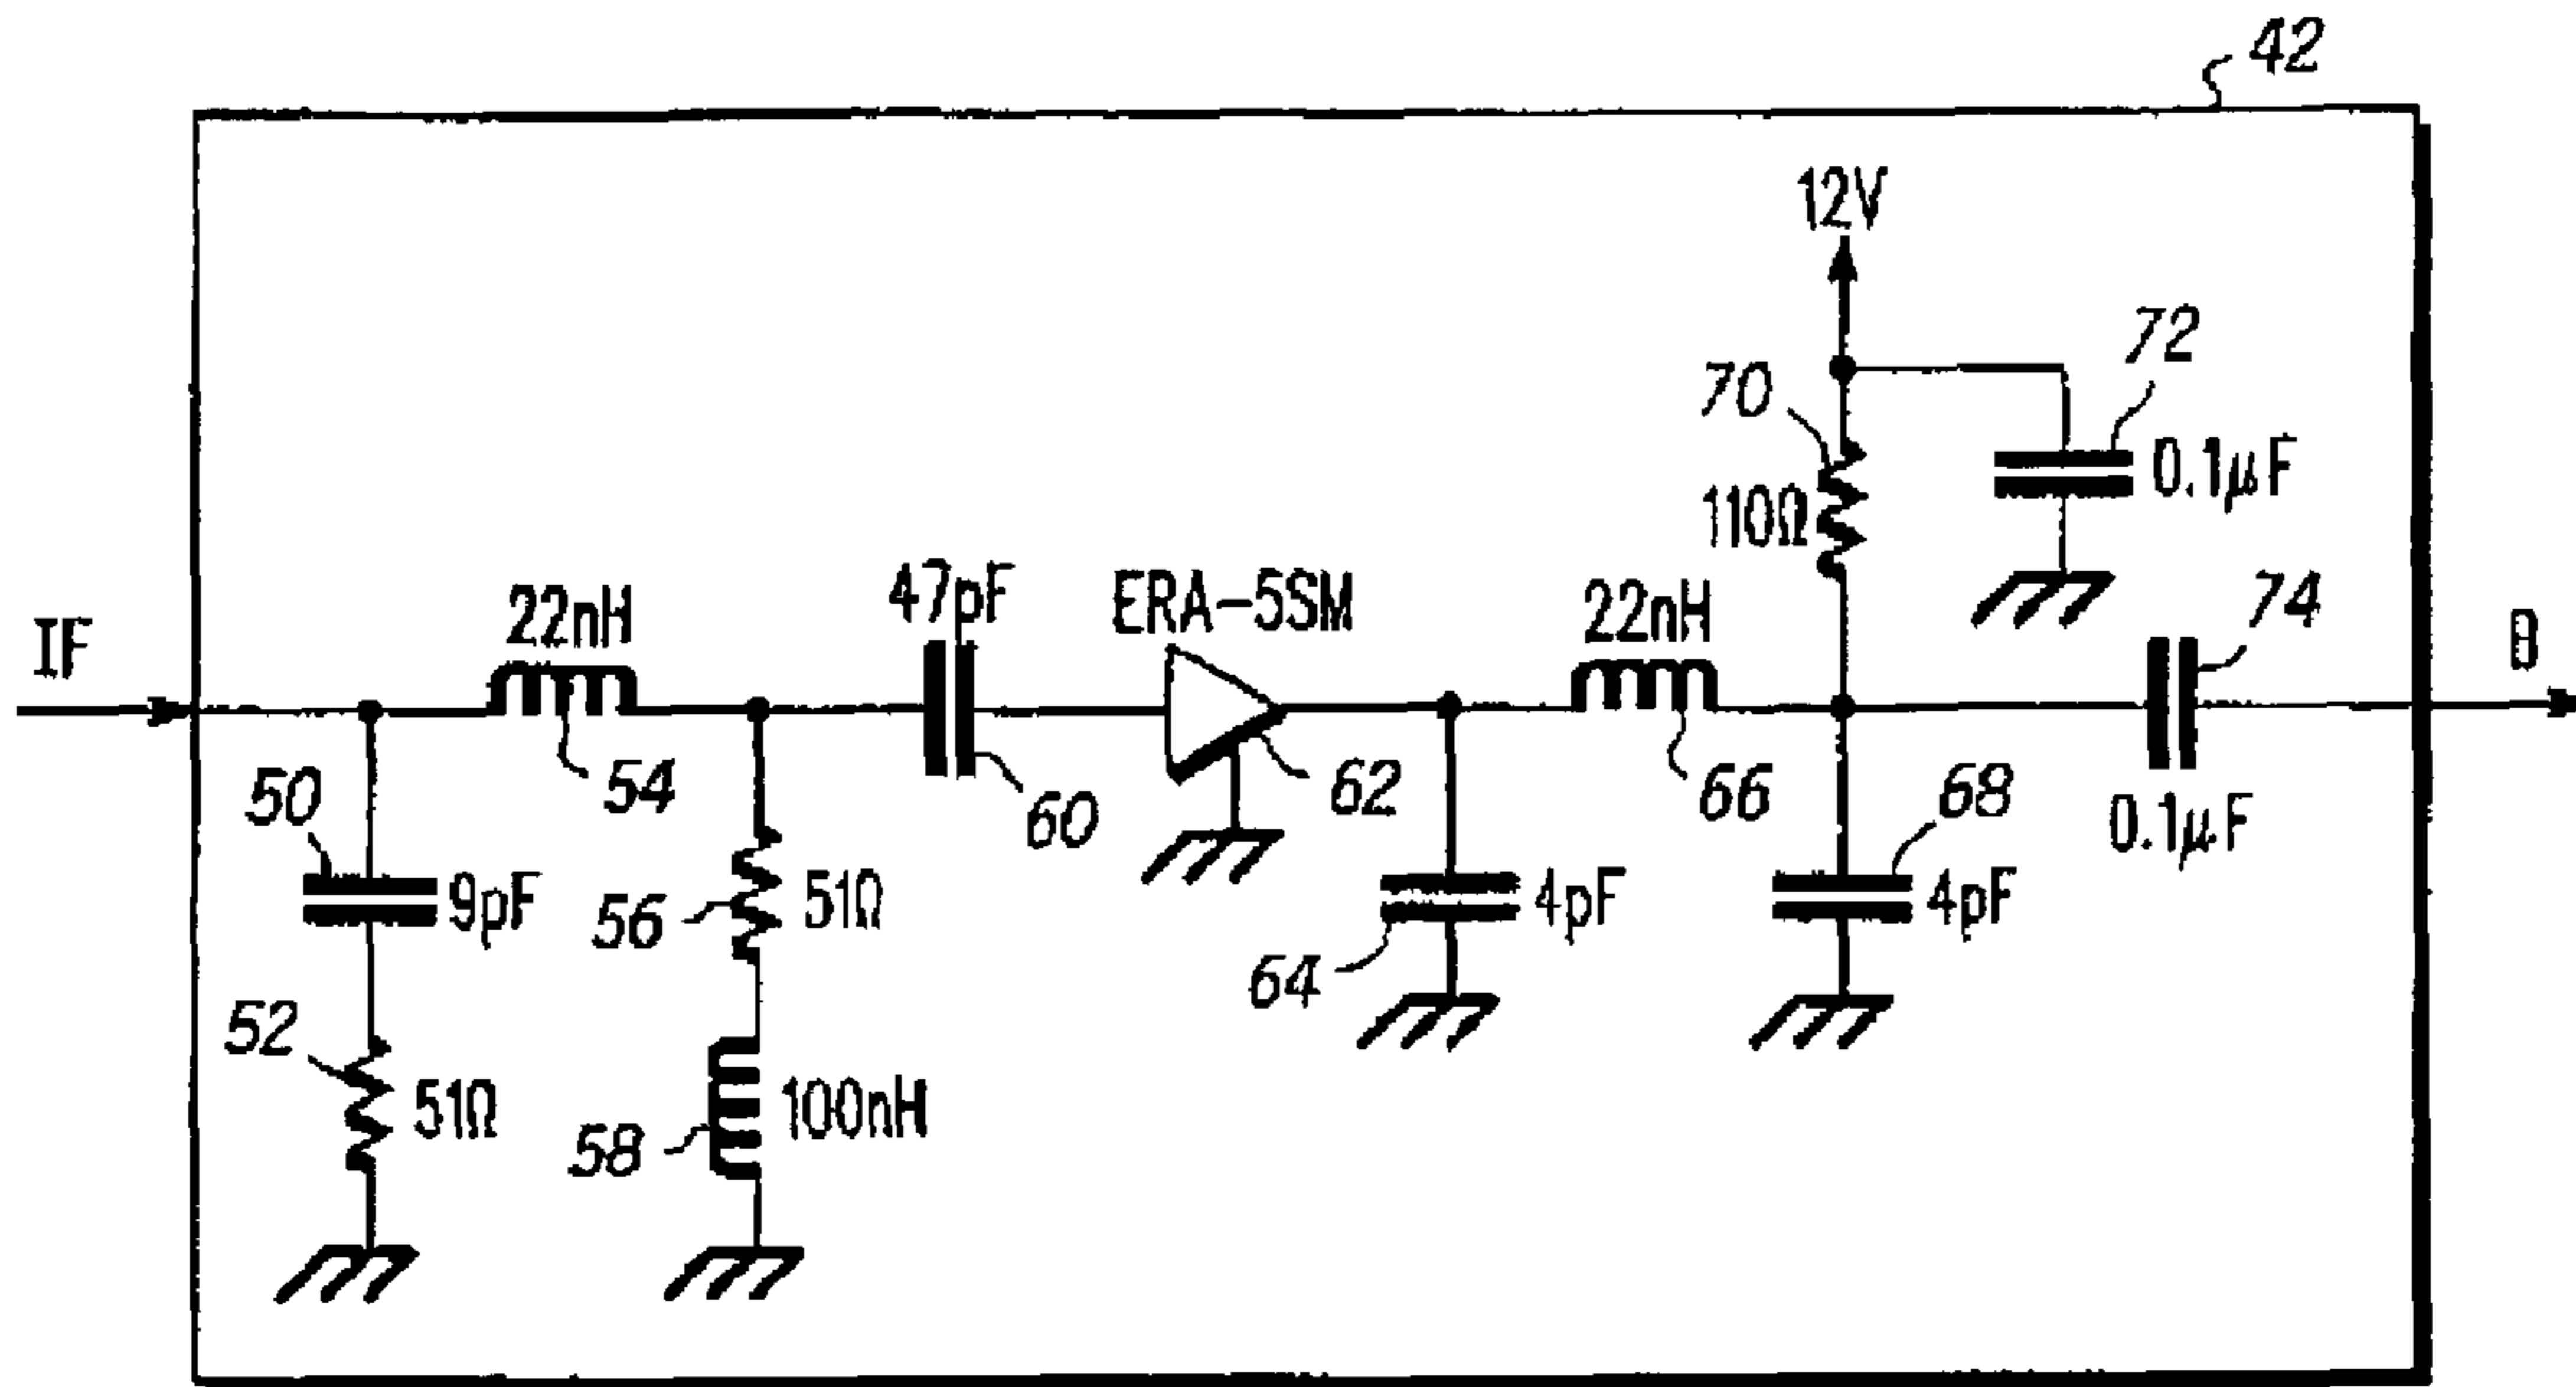 42
12V
72
70
0.1μF
110Ω
74
22nH
47pF
ERA-5SM
22nH
IF
B
54
60
62
66
68
0.1μF
50
9pF
56
51Ω
4pF
4pF
64
52
51Ω
58
100nH